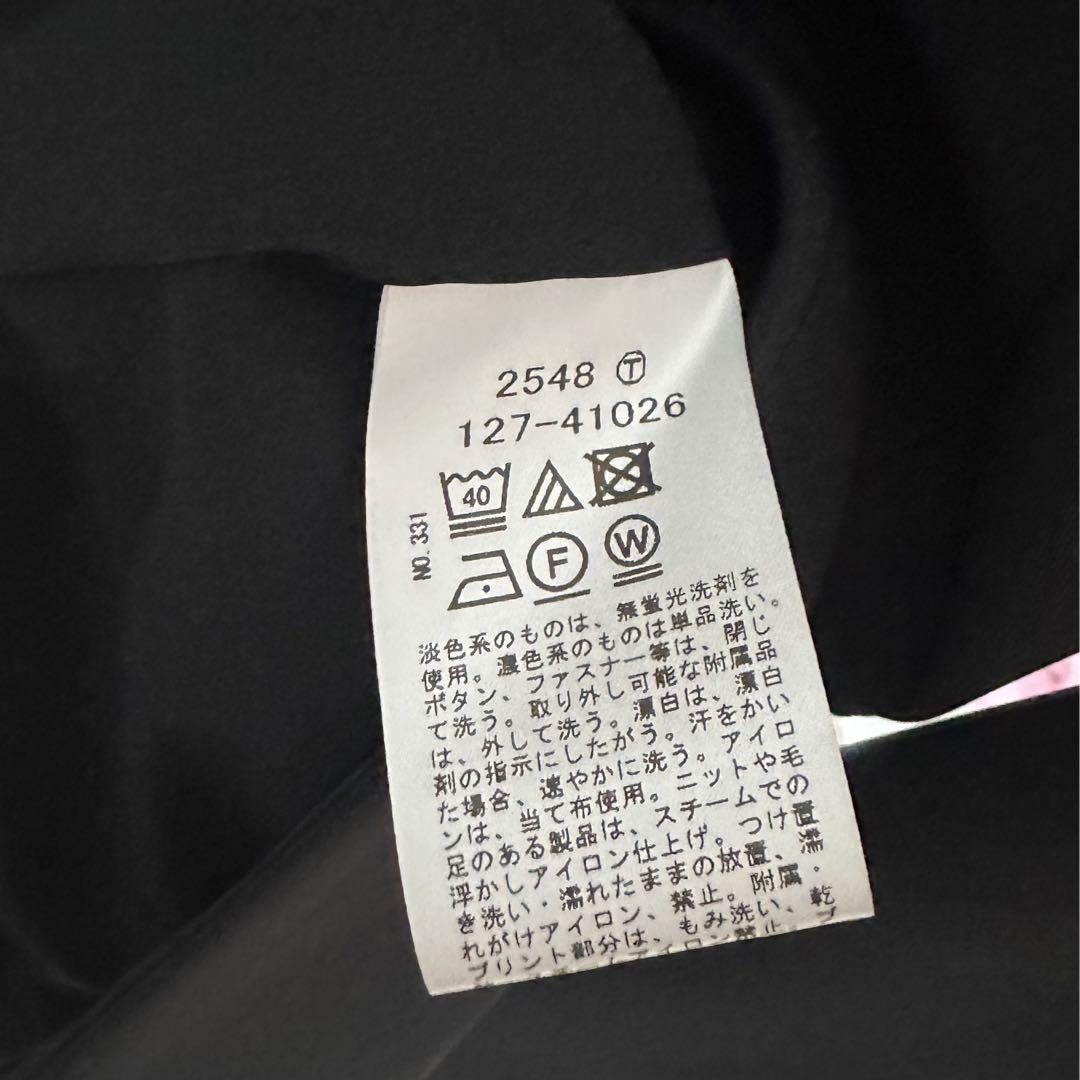 2548 Ⓣ
127-41026
40
NO.331
F
W
淡色系のものは、無蛍光洗剤を
使用。濃色系のものは単品洗い。
ボタン、ファスナー等は、閉じ
て洗う。取り外し可能な附属品
は、外して洗う。漂白は、漂白
剤の指示にしたがう。汗をかい
た場合、速やかに洗う。アイロ
ンは、当て布使用。ニットや毛
足のある製品は、スチームでの
浮かしアイロン仕上げ。つけ置
き洗い・濡れたままの放置、濡
れがけアイロン、禁止。附属・
プリント部分は、もみ洗い、乾